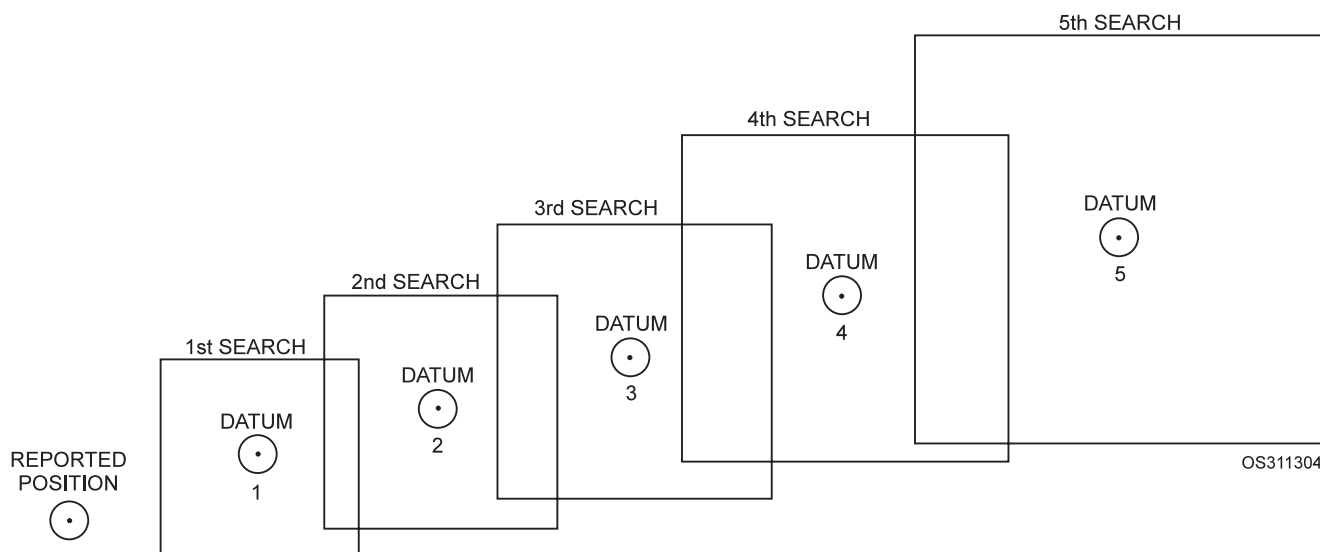 5th SEARCH
4th SEARCH
DATUM
5
3rd SEARCH
DATUM
4
2nd SEARCH
DATUM
3
1st SEARCH
DATUM
2
DATUM
1
REPORTED
POSITION
OS311304